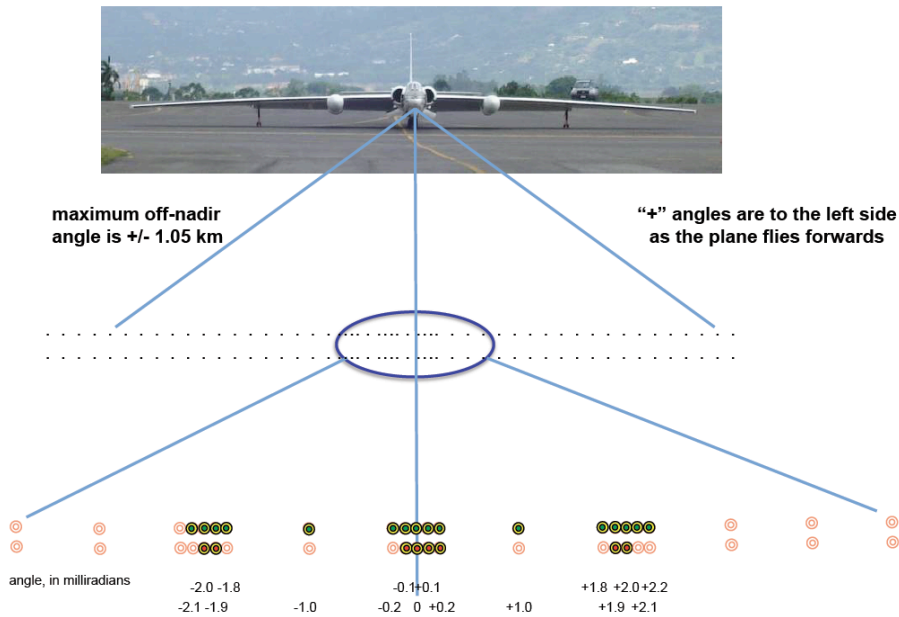 maximum off-nadir
angle is +/- 1.05 km
“+” angles are to the left side
as the plane flies forwards
angle, in milliradians
-2.0 -1.8 -0.1 +0.1 +1.8 +2.0 +2.2
-2.1 -1.9 -1.0 -0.2 0 +0.2 +1.0 +1.9 +2.1